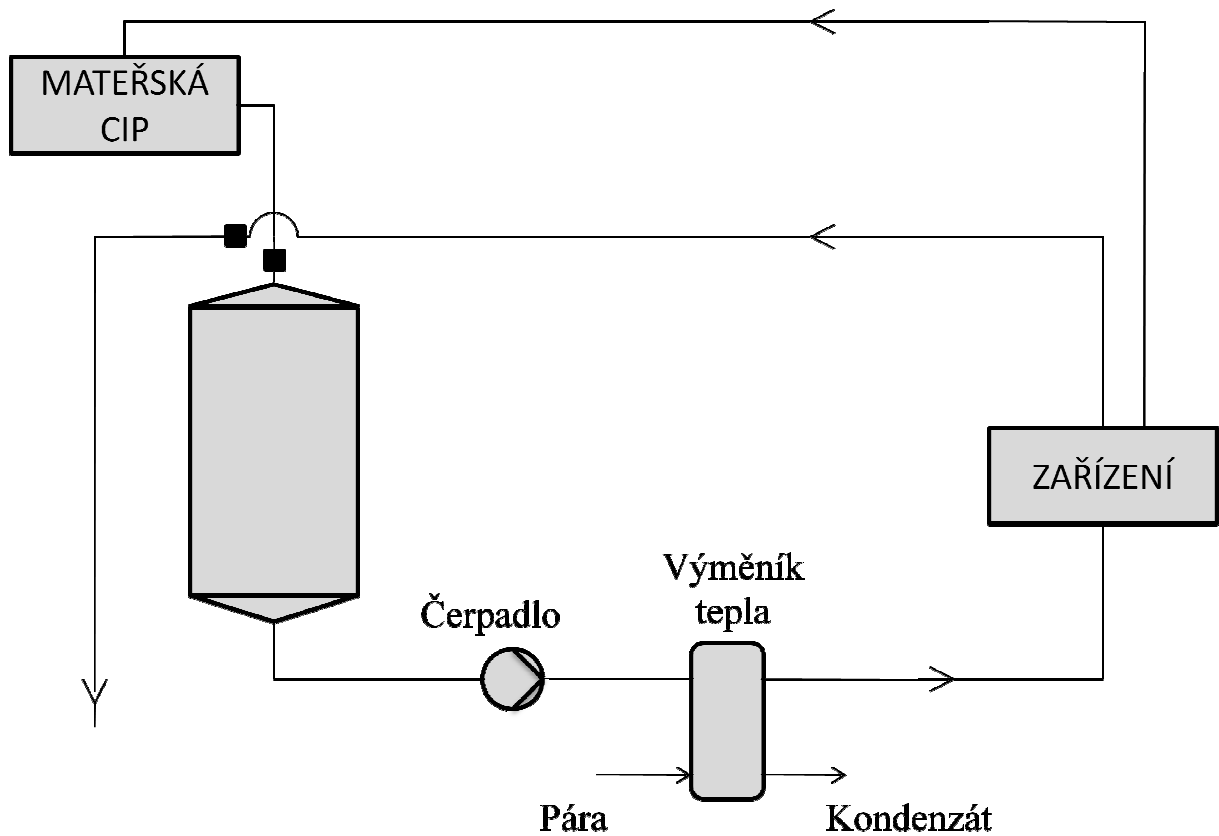 MATEŘSKÁ
CIP
ZAŘÍZENÍ
Výměník
tepla
Čerpadlo
Pára
Kondenzát